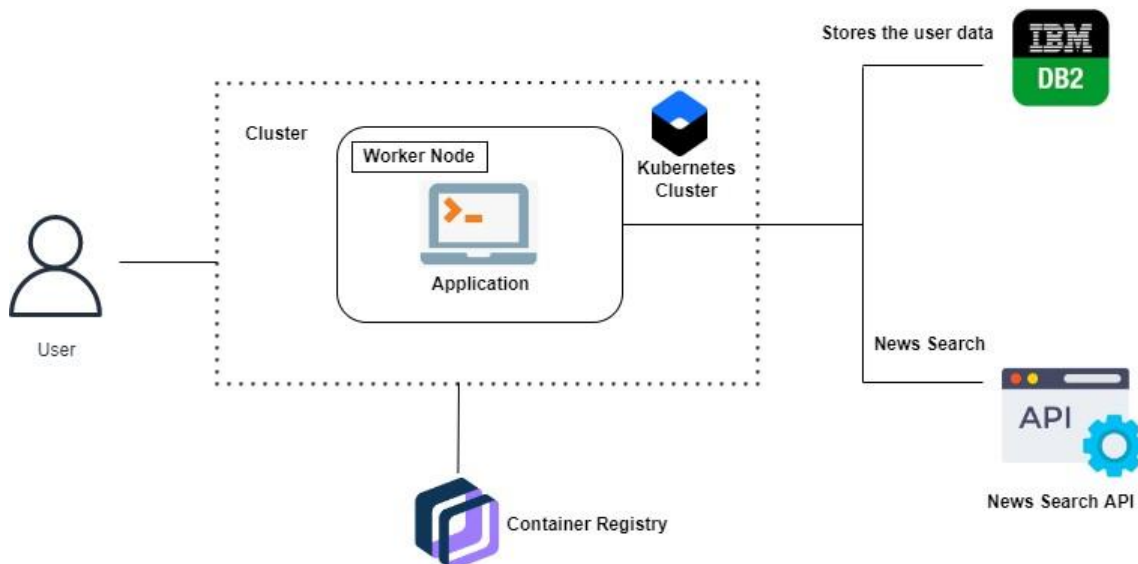 Stores the user data
IBM
DB2
Cluster
Worker Node
Kubernetes
Cluster
Application
User
News Search
API
News Search API
Container Registry